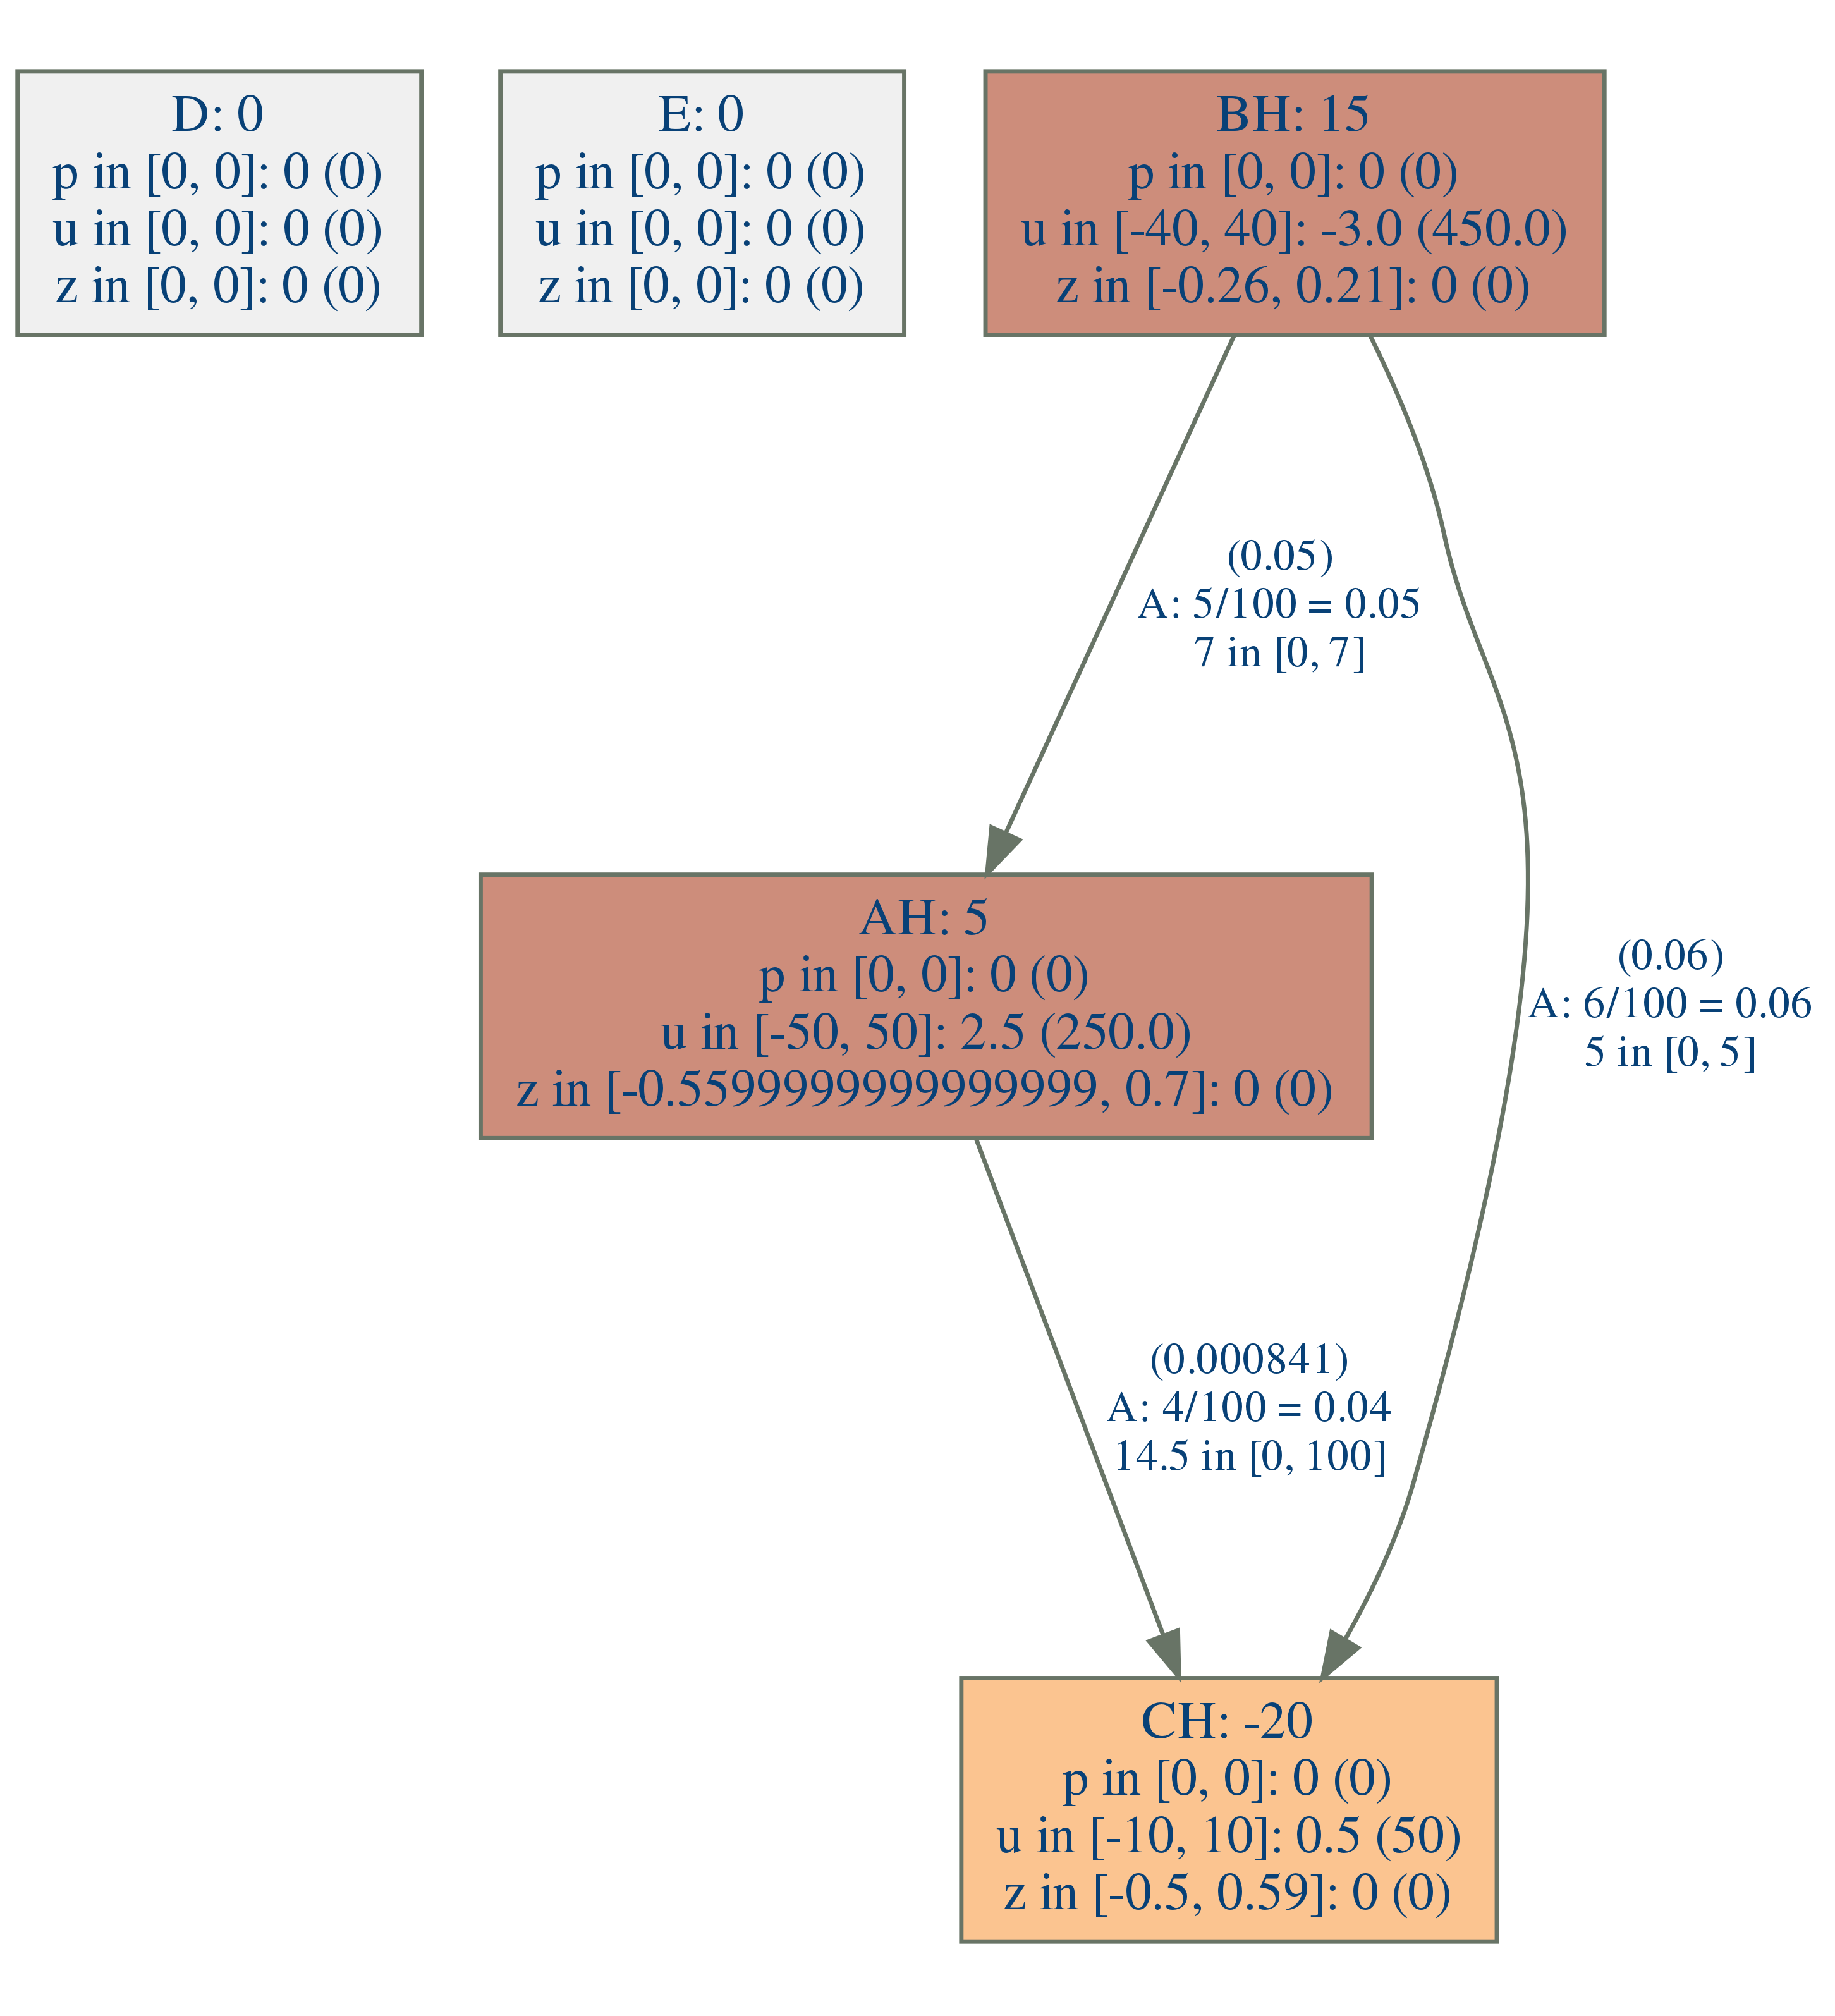 D: 0
p in [0, 0]: 0 (0)
u in [0, 0]: 0 (0)
z in [0, 0]: 0 (0)
E: 0
p in [0, 0]: 0 (0)
u in [0, 0]: 0 (0)
z in [0, 0]: 0 (0)
BH: 15
p in [0, 0]: 0 (0)
u in [-40, 40]: -3.0 (450.0)
z in [-0.26, 0.21]: 0 (0)
(0.05)
A: 5/100 = 0.05
7 in [0, 7]
AH: 5
p in [0, 0]: 0 (0)
u in [-50, 50]: 2.5 (250.0)
z in [-0.5599999999999999, 0.7]: 0 (0)
(0.06)
A: 6/100 = 0.06
5 in [0, 5]
(0.000841)
A: 4/100 = 0.04
14.5 in [0, 100]
CH: -20
p in [0, 0]: 0 (0)
u in [-10, 10]: 0.5 (50)
z in [-0.5, 0.59]: 0 (0)